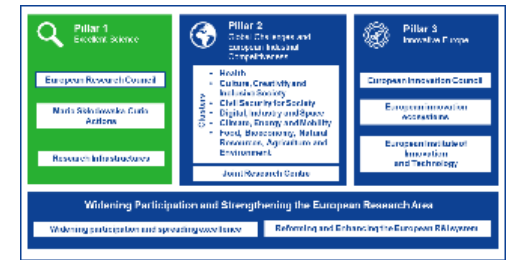 Pillar 1
Excellent Science
European Research Council
Marie Skłodowska-Curie
Actions
Research Infrastructures
Pillar 2
Global Challenges and
European Industrial
Competitiveness
Clusters
• Health
• Culture, Creativity and
Inclusive Society
• Civil Security for Society
• Digital, Industry and Space
• Climate, Energy and Mobility
• Food, Bioeconomy, Natural
Resources, Agriculture and
Environment
Joint Research Centre
Pillar 3
Innovative Europe
European Innovation Council
European innovation
ecosystems
European Institute of
Innovation
and Technology
Widening Participation and Strengthening the European Research Area
Widening participation and spreading excellence
Reforming and Enhancing the European R&I system